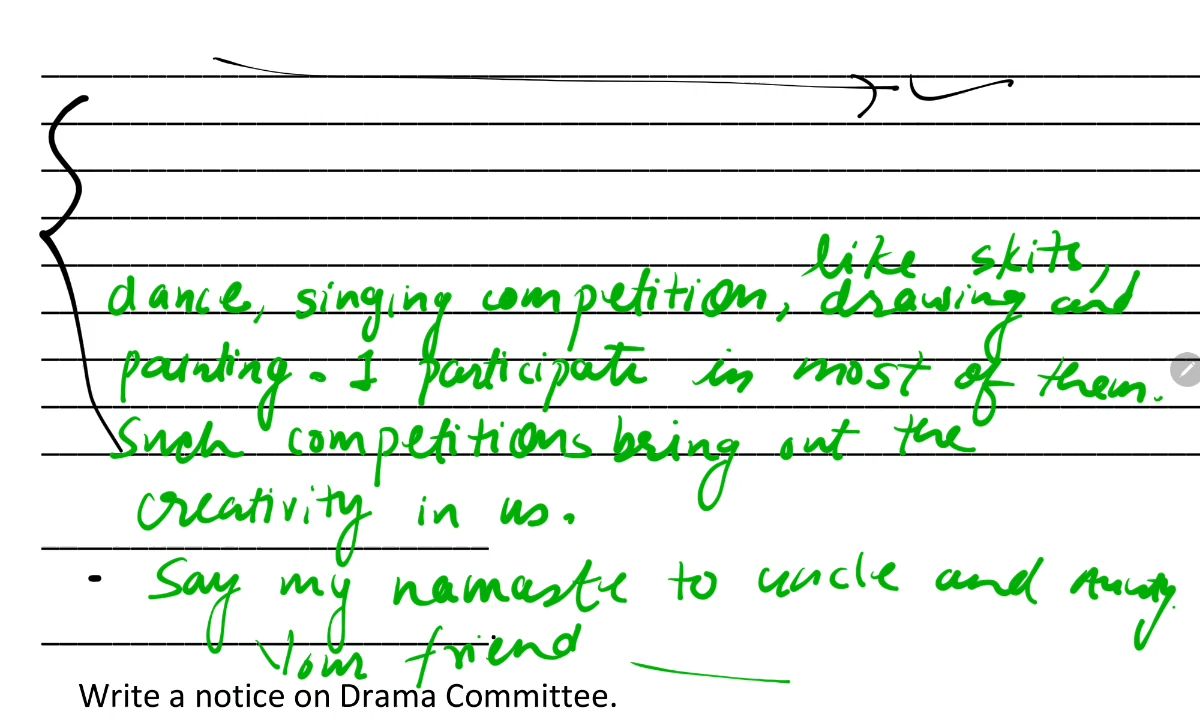 like skits,
dance, singing competition, drawing and
painting. I participate in most of them.
Such competitions bring out the
creativity in us.
- Say my namaste to uncle and Aunty.
Your friend
Write a notice on Drama Committee.